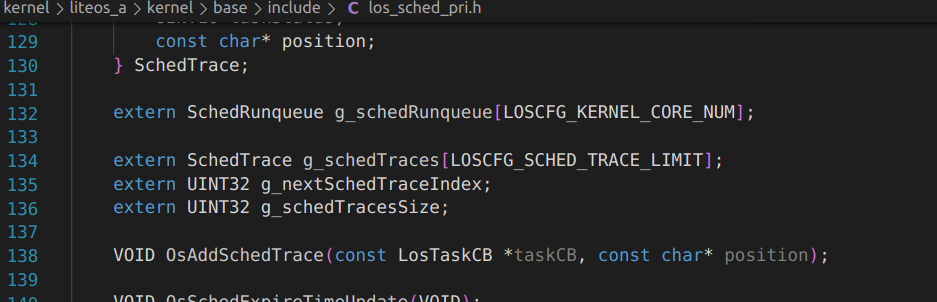 kernel > liteos_a > kernel > base > include > C los_sched_pri.h
129 const char* position;
130 } SchedTrace;
131
132 extern SchedRunqueue g_schedRunqueue[LOSCFG_KERNEL_CORE_NUM];
133
134 extern SchedTrace g_schedTraces[LOSCFG_SCHED_TRACE_LIMIT];
135 extern UINT32 g_nextSchedTraceIndex;
136 extern UINT32 g_schedTracesSize;
137
138 VOID OsAddSchedTrace(const LosTaskCB *taskCB, const char* position);
139
140 VOID OsSchedExpireTimeUpdate(VOID);